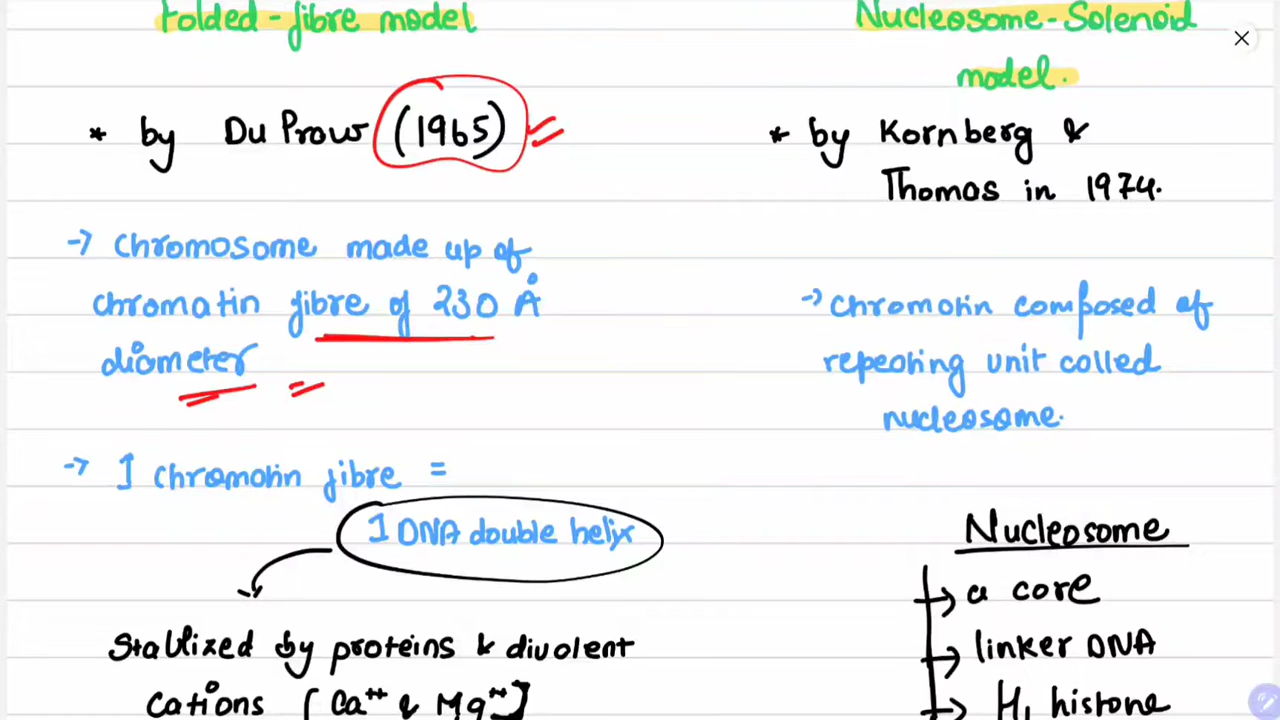 Folded-fibre model
* by Du Praw (1965)
→ Chromosome made up of
chromatin fibre of 230 Å
diameter
→ 1 chromatin fibre =
1 DNA double helix
Stablized by proteins & divalent
Cations [Ca⁺⁺ & Mg⁺⁺]
Nucleosome-Solenoid
model.
* by Kornberg &
Thomas in 1974.
→ chromatin composed of
repeating unit called
nucleosome.
Nucleosome
→ a core
→ linker DNA
→ H₁ histone